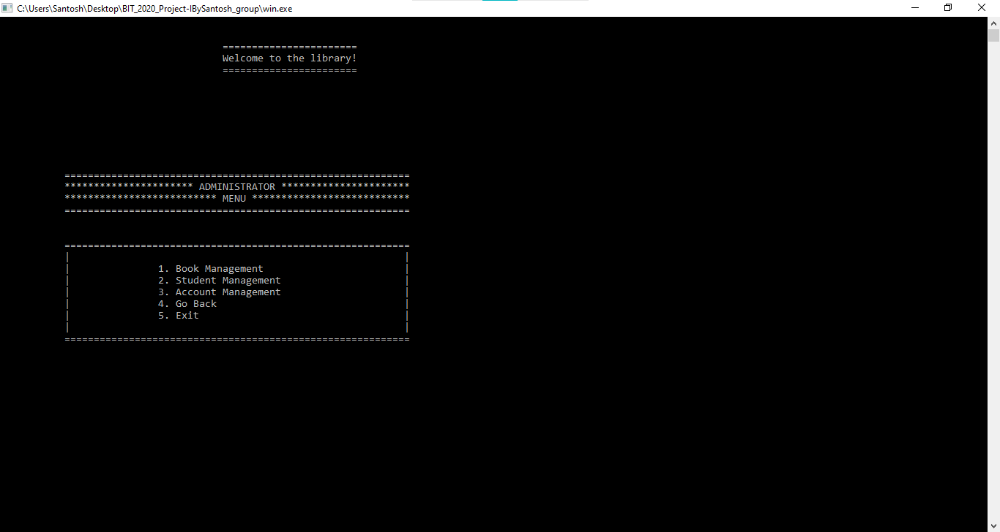 C:\Users\Santosh\Desktop\BIT_2020_Project-IBySantosh_group\win.exe
=======================
Welcome to the library!
=======================
===========================================================
********************** ADMINISTRATOR **********************
************************** MENU ***************************
===========================================================
===========================================================
| |
| 1. Book Management |
| 2. Student Management |
| 3. Account Management |
| 4. Go Back |
| 5. Exit |
| |
===========================================================